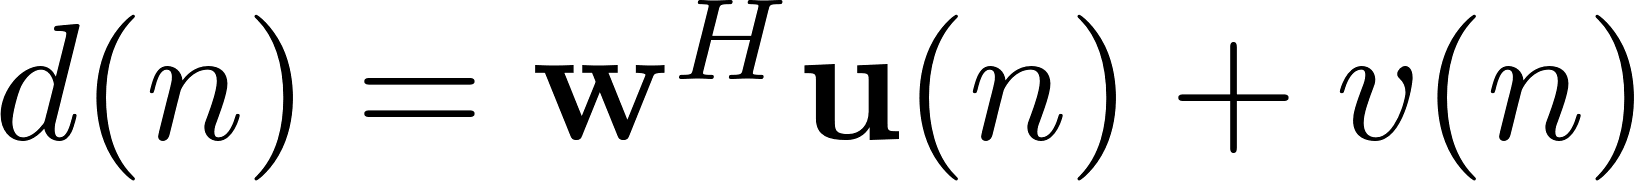 d(n) = w^H u(n) + v(n)